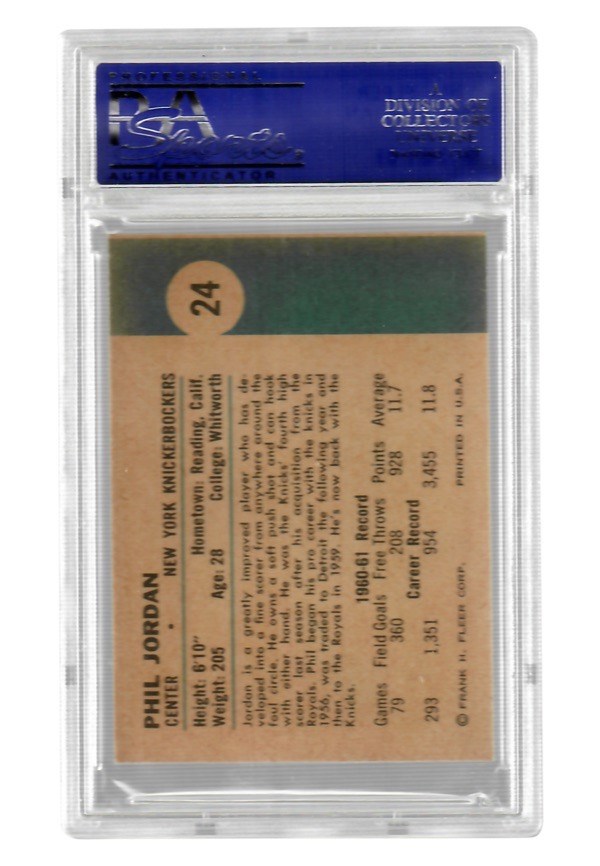 PROFESSIONAL
PSA
Sports
AUTHENTICATOR
A
DIVISION OF
COLLECTORS
UNIVERSE
24
PHIL JORDAN
CENTER • NEW YORK KNICKERBOCKERS
Height: 6'10" Hometown: Reading, Calif.
Weight: 205 Age: 28 College: Whitworth
Jordan is a greatly improved player who has de-
veloped into a fine scorer from anywhere around the
foul circle. He owns a soft push shot and can hook
with either hand. He was the Knicks' fourth high
scorer last season after his acquisition from the
Royals. Phil began his pro career with the Knicks in
1956, was traded to Detroit the following year and
then to the Royals in 1959. He's now back with the
Knicks.
1960-61 Record
Games Field Goals Free Throws Points Average
79 360 208 928 11.7
Career Record
293 1,351 954 3,455 11.8
© FRANK H. FLEER CORP. PRINTED IN U.S.A.